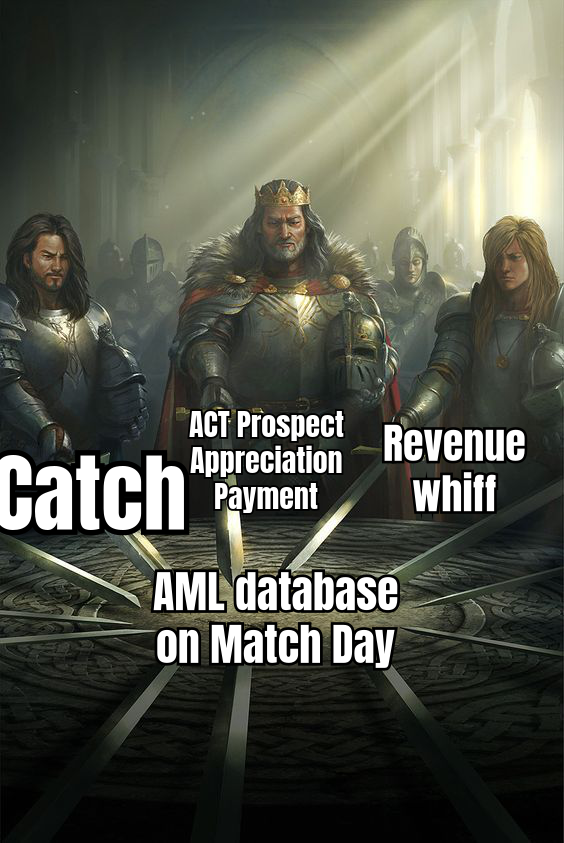 ACT Prospect
Appreciation
Payment
Revenue
whiff
Catch
AML database
on Match Day